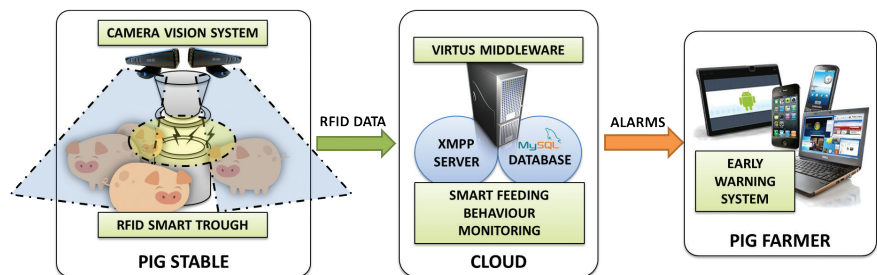 CAMERA VISION SYSTEM
RFID SMART TROUGH
PIG STABLE
RFID DATA
VIRTUS MIDDLEWARE
XMPP
SERVER
MySQL
DATABASE
SMART FEEDING
BEHAVIOUR
MONITORING
CLOUD
ALARMS
EARLY
WARNING
SYSTEM
PIG FARMER